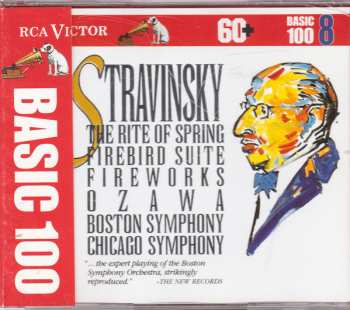 RCA VICTOR
60+
BASIC
100
8
BASIC 100
STRAVINSKY
THE RITE OF SPRING
FIREBIRD SUITE
FIREWORKS
OZAWA
BOSTON SYMPHONY
CHICAGO SYMPHONY
"... the expert playing of the Boston
Symphony Orchestra, strikingly
reproduced."
-THE NEW RECORDS